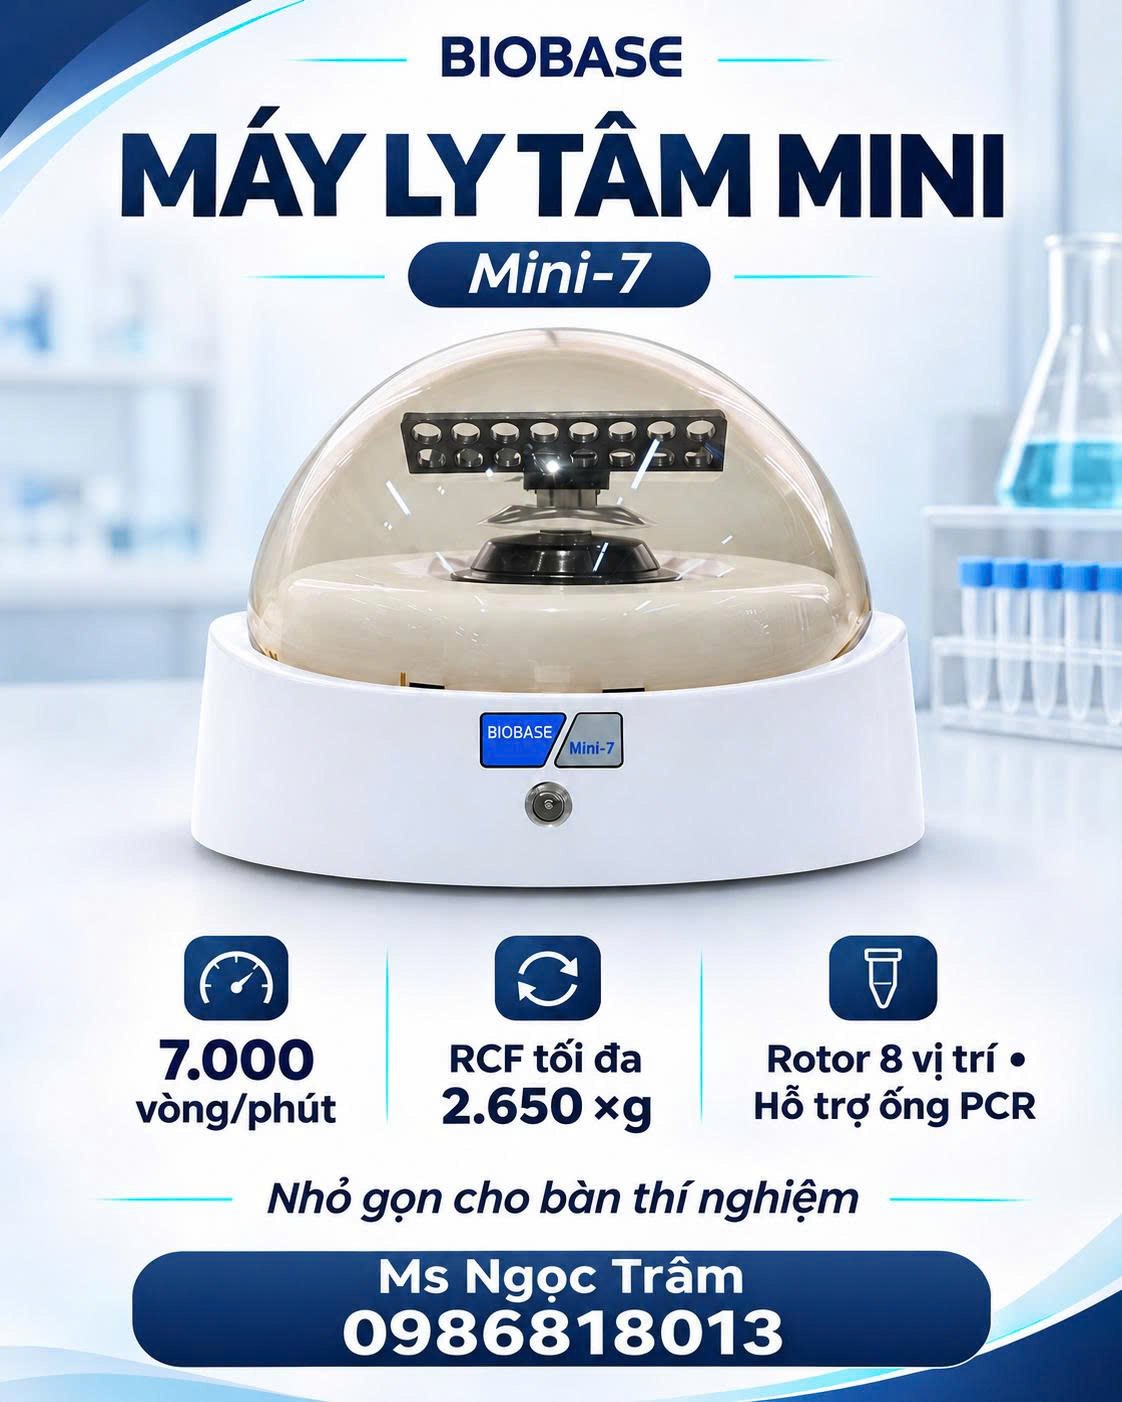 BIOBASE
MÁY LY TÂM MINI
Mini-7
BIOBASE
Mini-7
7.000
vòng/phút
RCF tối đa
2.650 ×g
Rotor 8 vị trí •
Hỗ trợ ống PCR
Nhỏ gọn cho bàn thí nghiệm
Ms Ngọc Trâm
0986818013